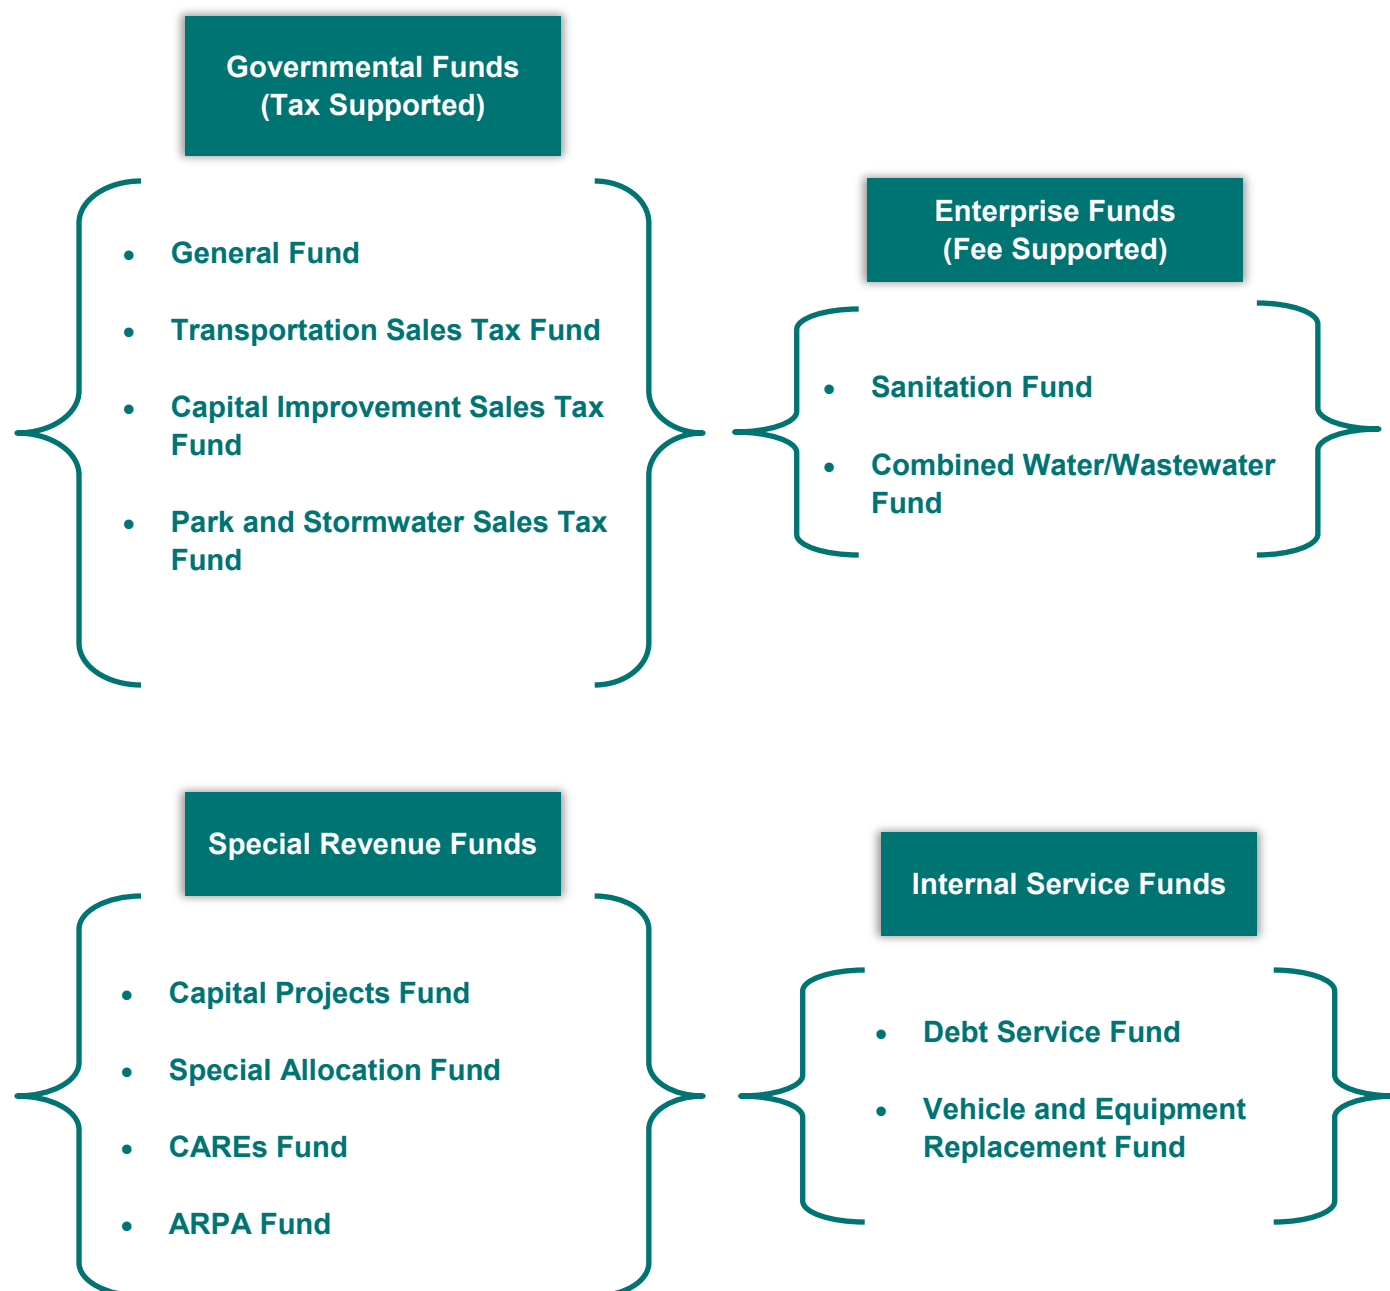 Governmental Funds
(Tax Supported)
• General Fund
• Transportation Sales Tax Fund
• Capital Improvement Sales Tax
Fund
• Park and Stormwater Sales Tax
Fund
Enterprise Funds
(Fee Supported)
• Sanitation Fund
• Combined Water/Wastewater
Fund
Special Revenue Funds
• Capital Projects Fund
• Special Allocation Fund
• CAREs Fund
• ARPA Fund
Internal Service Funds
• Debt Service Fund
• Vehicle and Equipment
Replacement Fund